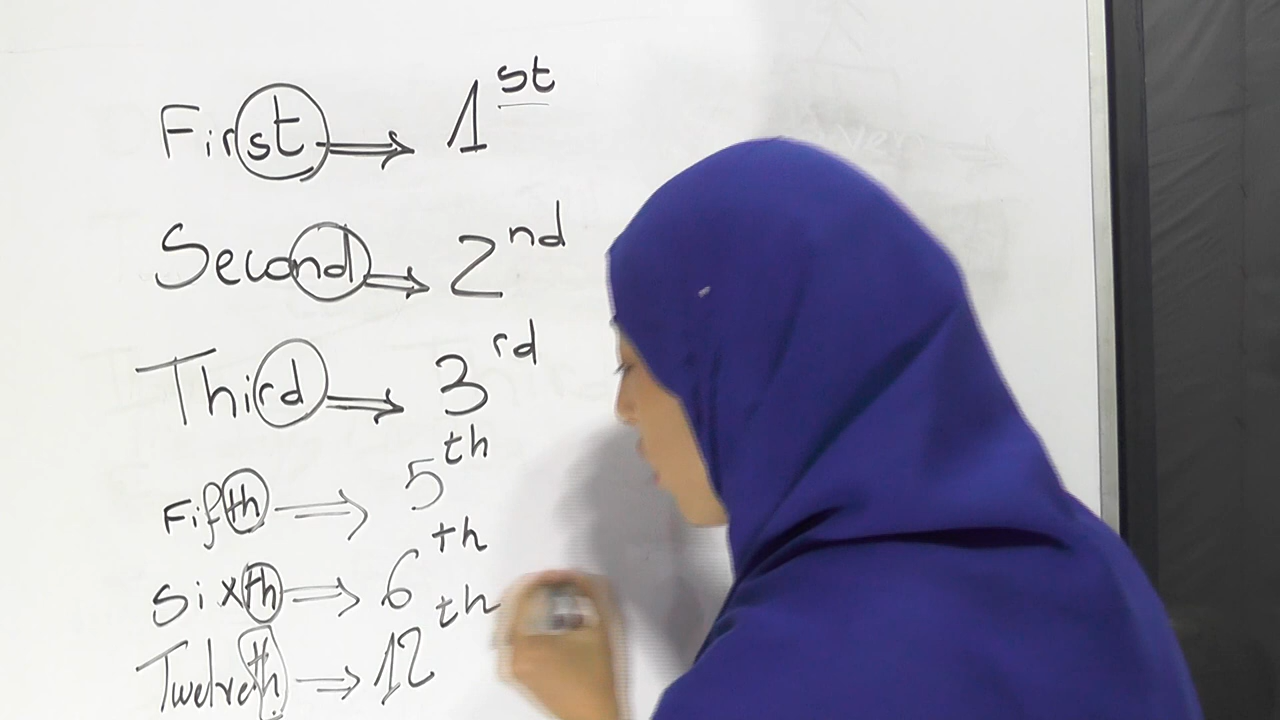 First ⇒ 1st
Second ⇒ 2nd
Third ⇒ 3rd
Fifth ⇒ 5th
Sixth ⇒ 6th
Twelveth ⇒ 12th